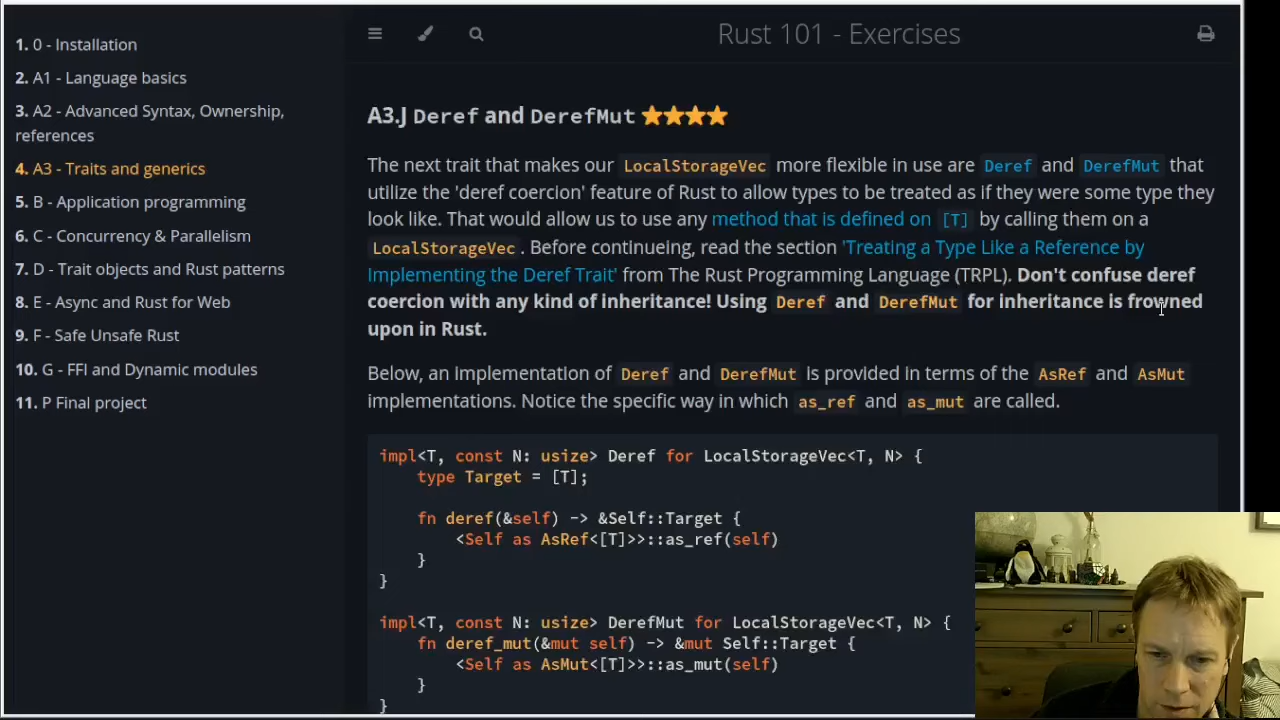 1. 0 - Installation
2. A1 - Language basics
3. A2 - Advanced Syntax, Ownership,
references
4. A3 - Traits and generics
5. B - Application programming
6. C - Concurrency & Parallelism
7. D - Trait objects and Rust patterns
8. E - Async and Rust for Web
9. F - Safe Unsafe Rust
10. G - FFI and Dynamic modules
11. P Final project
Rust 101 - Exercises
A3.J Deref and DerefMut ⭐⭐⭐⭐
The next trait that makes our LocalStorageVec more flexible in use are Deref and DerefMut that
utilize the 'deref coercion' feature of Rust to allow types to be treated as if they were some type they
look like. That would allow us to use any method that is defined on [T] by calling them on a
LocalStorageVec. Before continueing, read the section 'Treating a Type Like a Reference by
Implementing the Deref Trait' from The Rust Programming Language (TRPL). Don't confuse deref
coercion with any kind of inheritance! Using Deref and DerefMut for inheritance is frowned
upon in Rust.
Below, an implementation of Deref and DerefMut is provided in terms of the AsRef and AsMut
implementations. Notice the specific way in which as_ref and as_mut are called.
impl<T, const N: usize> Deref for LocalStorageVec<T, N> {
    type Target = [T];
    fn deref(&self) -> &Self::Target {
        <Self as AsRef<[T]>>::as_ref(self)
    }
}
impl<T, const N: usize> DerefMut for LocalStorageVec<T, N> {
    fn deref_mut(&mut self) -> &mut Self::Target {
        <Self as AsMut<[T]>>::as_mut(self)
    }
}